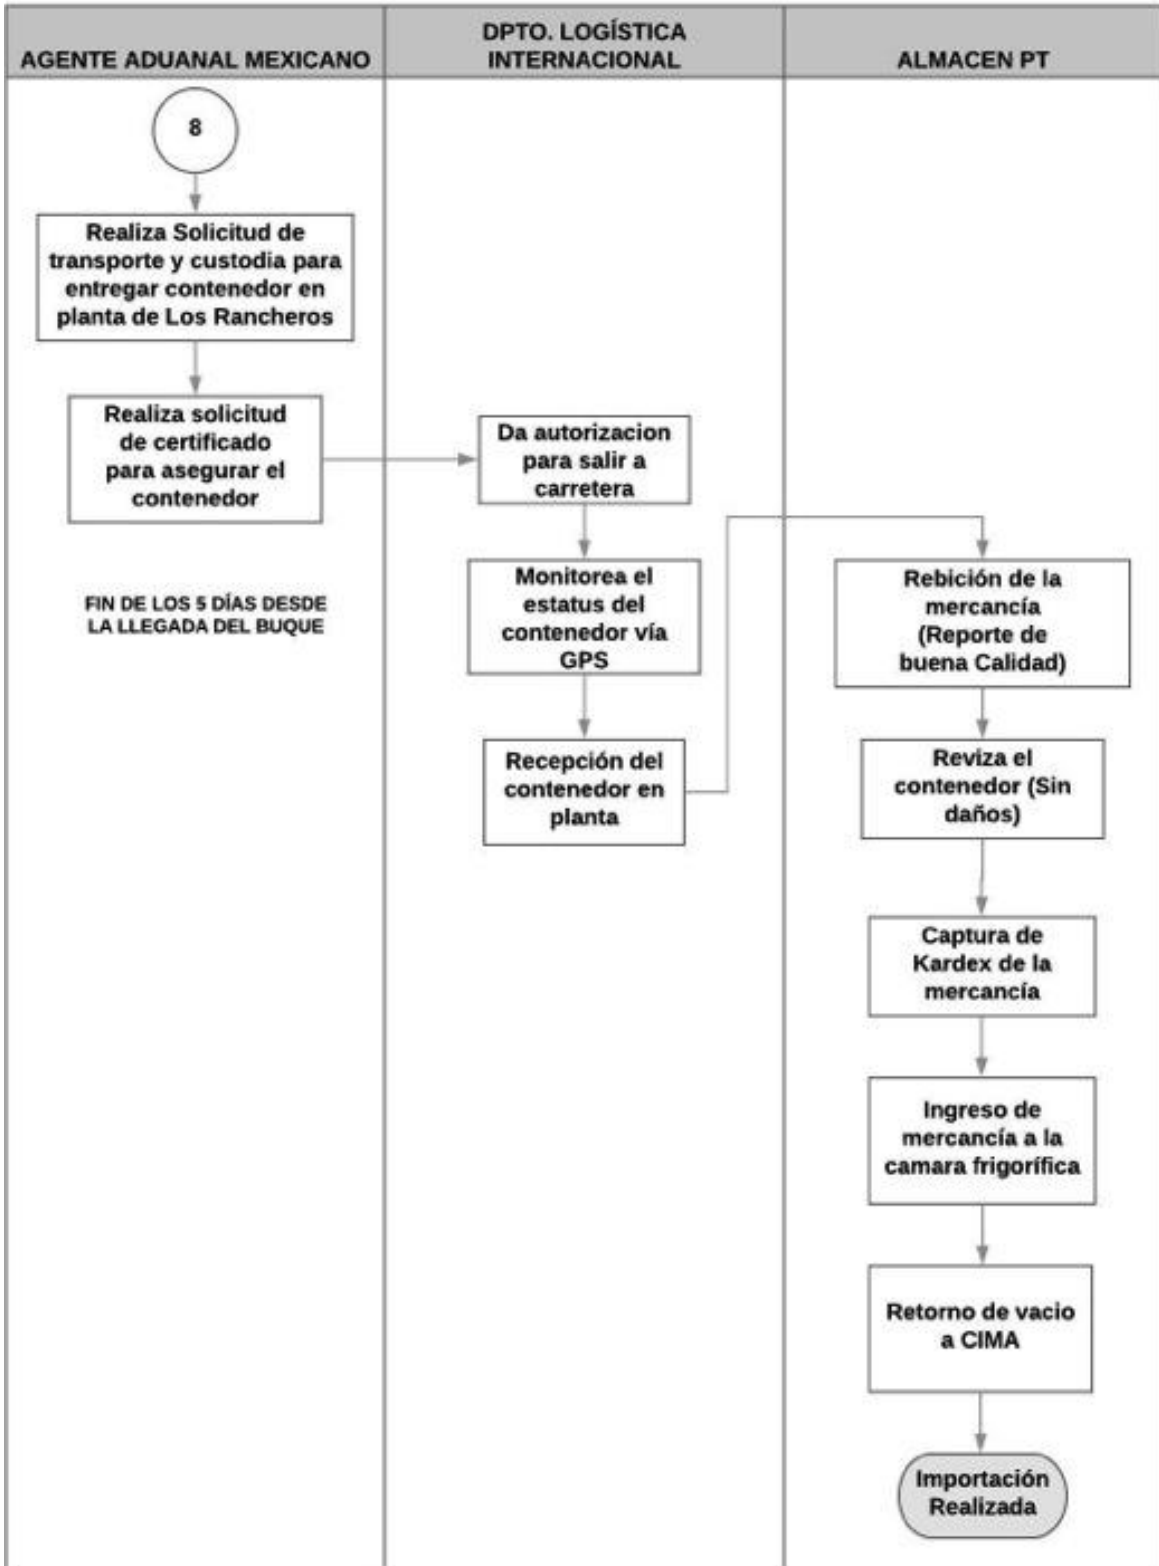 AGENTE ADUANAL MEXICANO
DPTO. LOGÍSTICA
INTERNACIONAL
ALMACEN PT
8
Realiza Solicitud de
transporte y custodia para
entregar contenedor en
planta de Los Rancheros
Realiza solicitud
de certificado
para asegurar el
contenedor
FIN DE LOS 5 DÍAS DESDE
LA LLEGADA DEL BUQUE
Da autorizacion
para salir a
carretera
Monitorea el
estatus del
contenedor vía
GPS
Recepción del
contenedor en
planta
Rebición de la
mercancía
(Reporte de
buena Calidad)
Reviza el
contenedor (Sin
daños)
Captura de
Kardex de la
mercancía
Ingreso de
mercancía a la
camara frigorífica
Retorno de vacio
a CIMA
Importación
Realizada